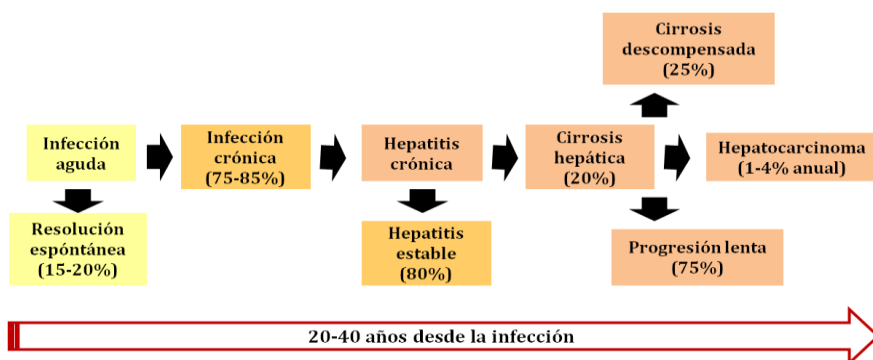 Cirrosis
descompensada
(25%)
Infección
aguda
Infección
crónica
(75-85%)
Hepatitis
crónica
Cirrosis
hepática
(20%)
Hepatocarcinoma
(1-4% anual)
Resolución
espóntánea
(15-20%)
Hepatitis
estable
(80%)
Progresión lenta
(75%)
20-40 años desde la infección